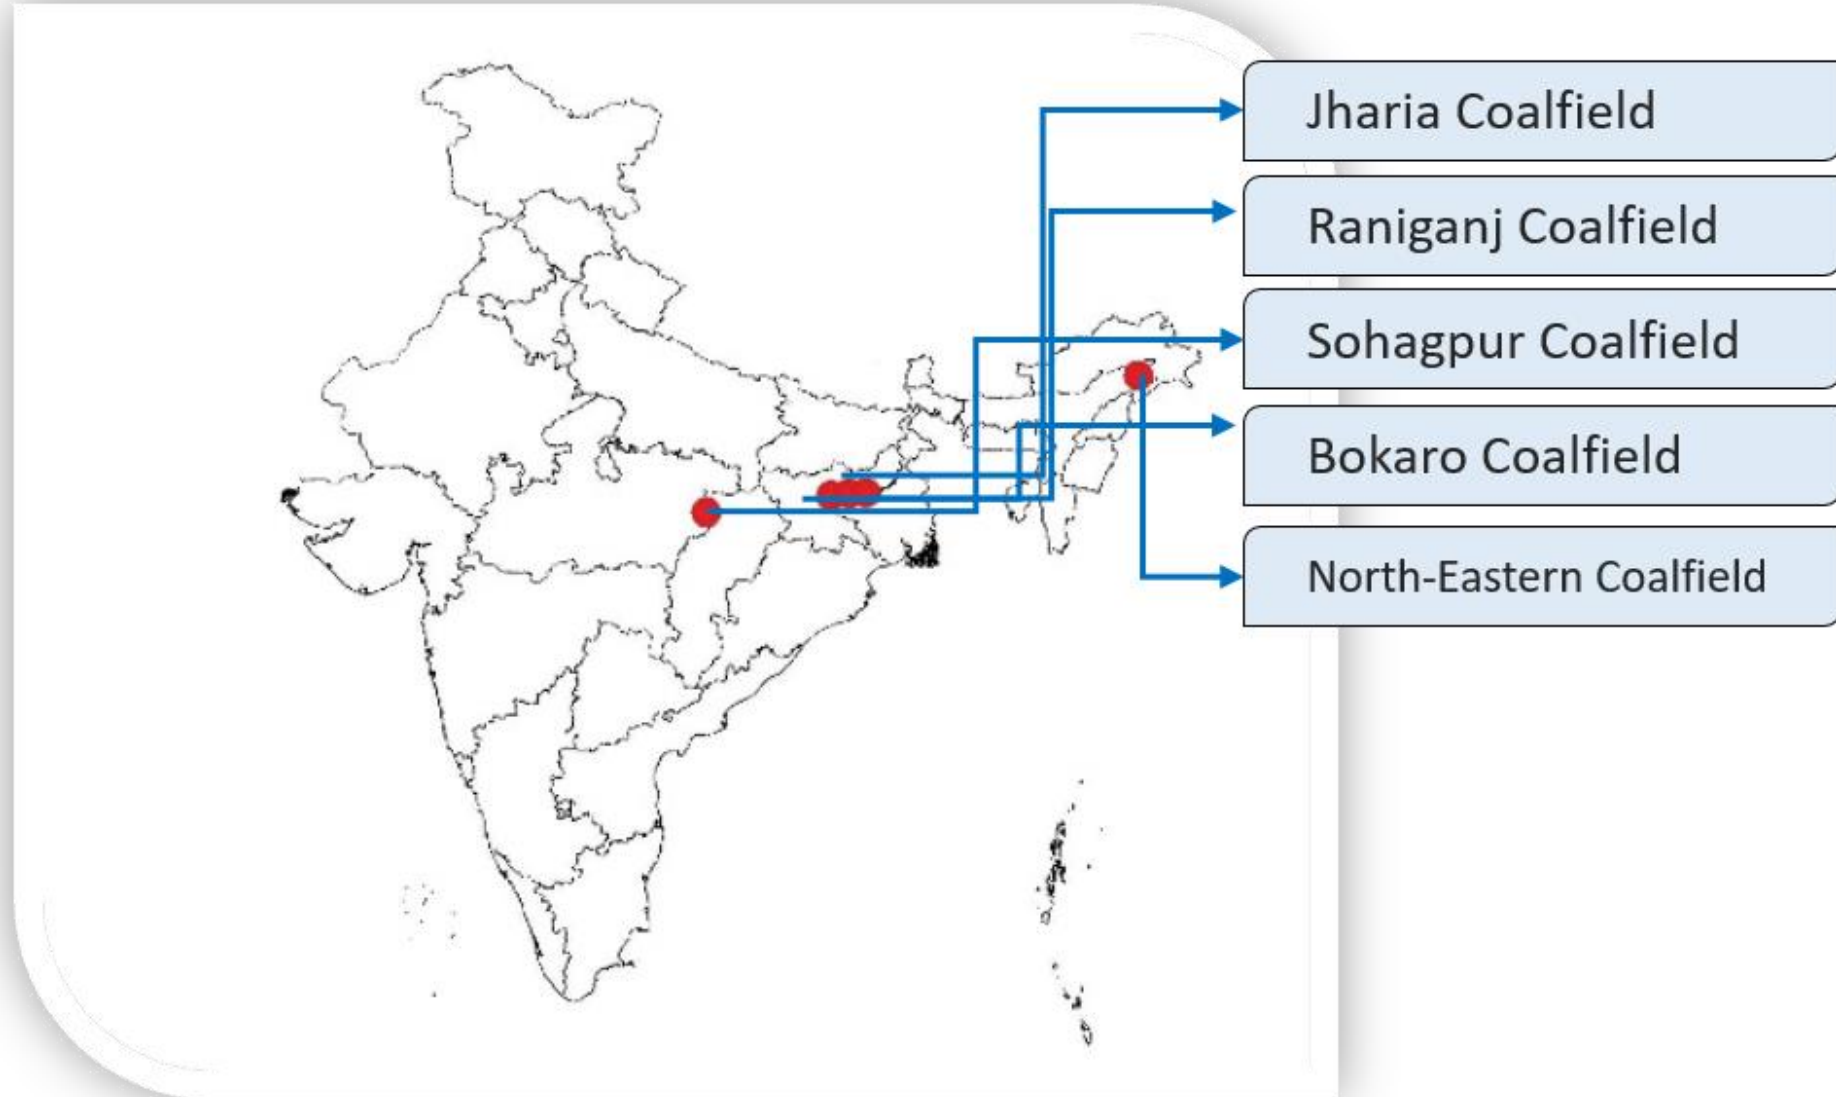 Jharia Coalfield
Raniganj Coalfield
Sohagpur Coalfield
Bokaro Coalfield
North-Eastern Coalfield